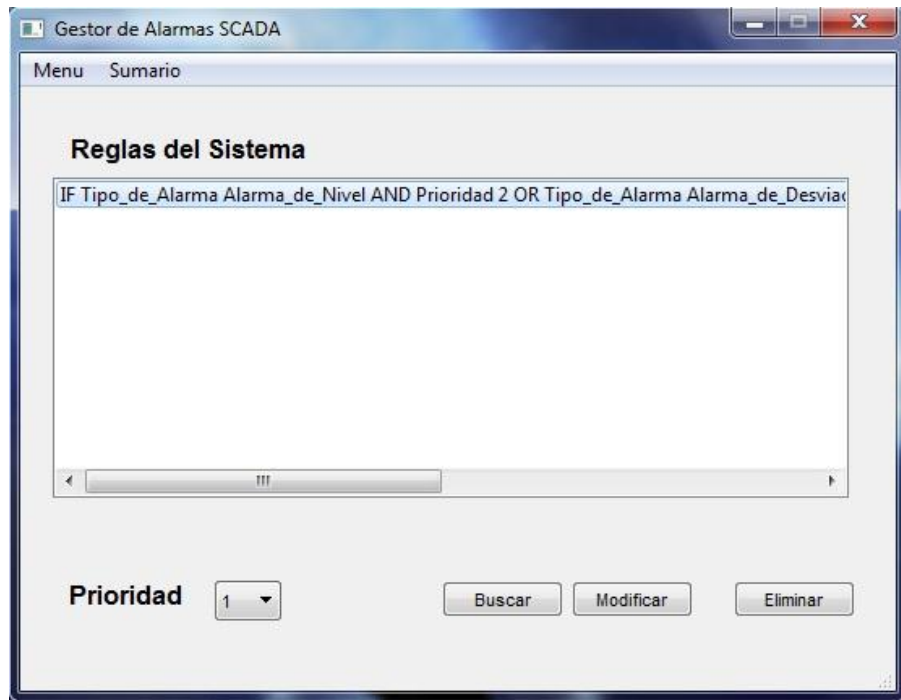 Gestor de Alarmas SCADA
Menu Sumario
Reglas del Sistema
IF Tipo_de_Alarma Alarma_de_Nivel AND Prioridad 2 OR Tipo_de_Alarma Alarma_de_Desviac
Prioridad 1 Buscar Modificar Eliminar